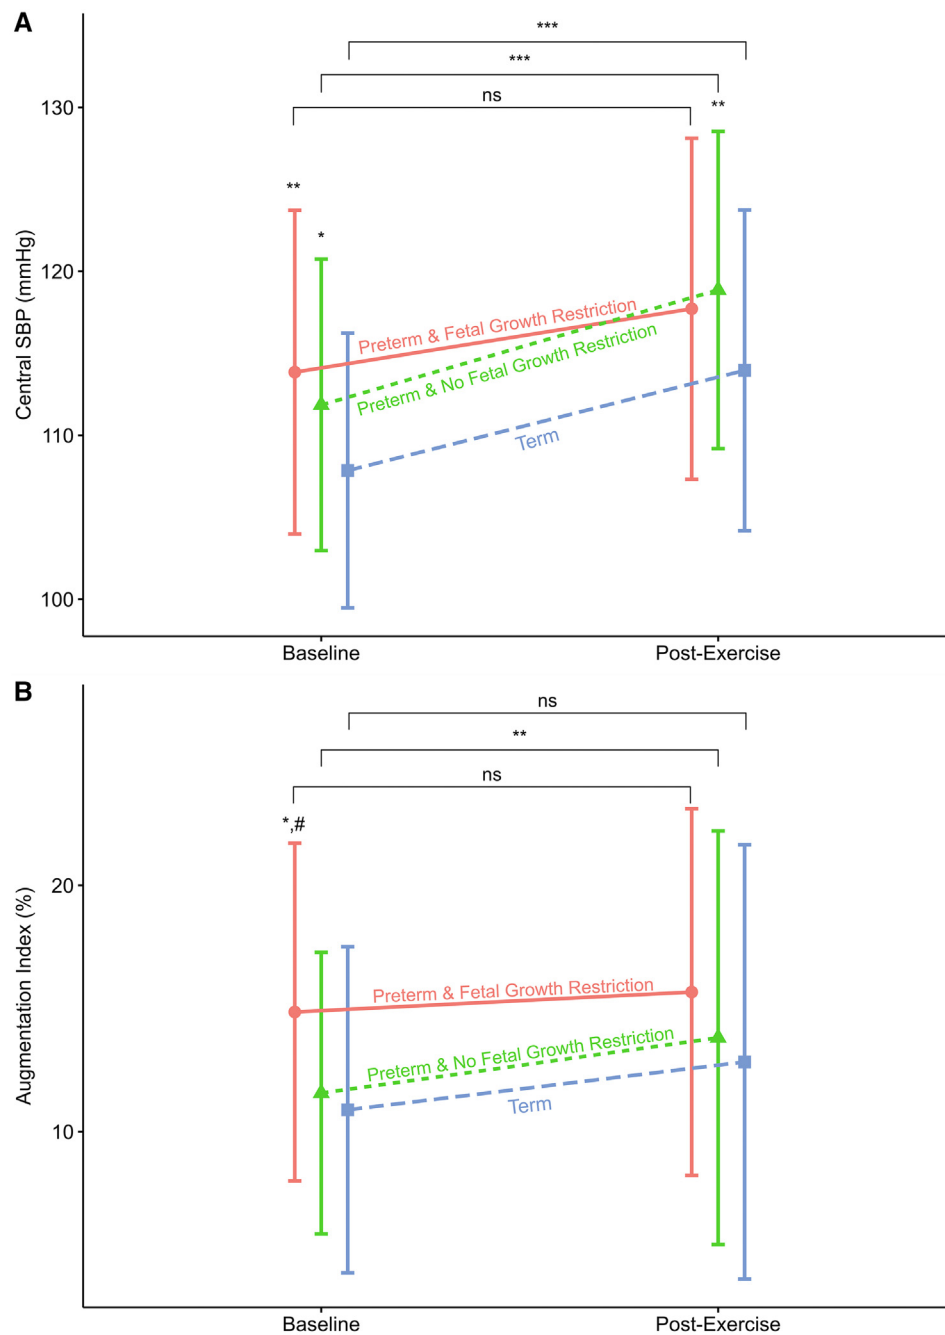 A
***
***
ns
**
130
**
*
Central SBP (mmHg)
120
Preterm & Fetal Growth Restriction
Preterm & No Fetal Growth Restriction
110
Term
100
Baseline
Post-Exercise
B
ns
**
ns
*,#
20
Augmentation Index (%)
Preterm & Fetal Growth Restriction
Preterm & No Fetal Growth Restriction
Term
10
Baseline
Post-Exercise